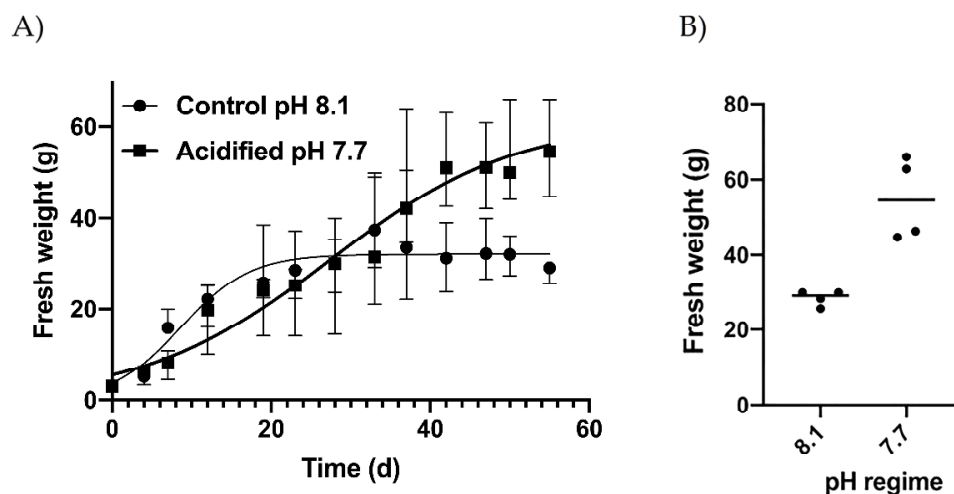 A)
Control pH 8.1
Acidified pH 7.7
Fresh weight (g)
60
40
20
0
0
20
40
60
Time (d)
B)
Fresh weight (g)
80
60
40
20
0
8.1
7.7
pH regime